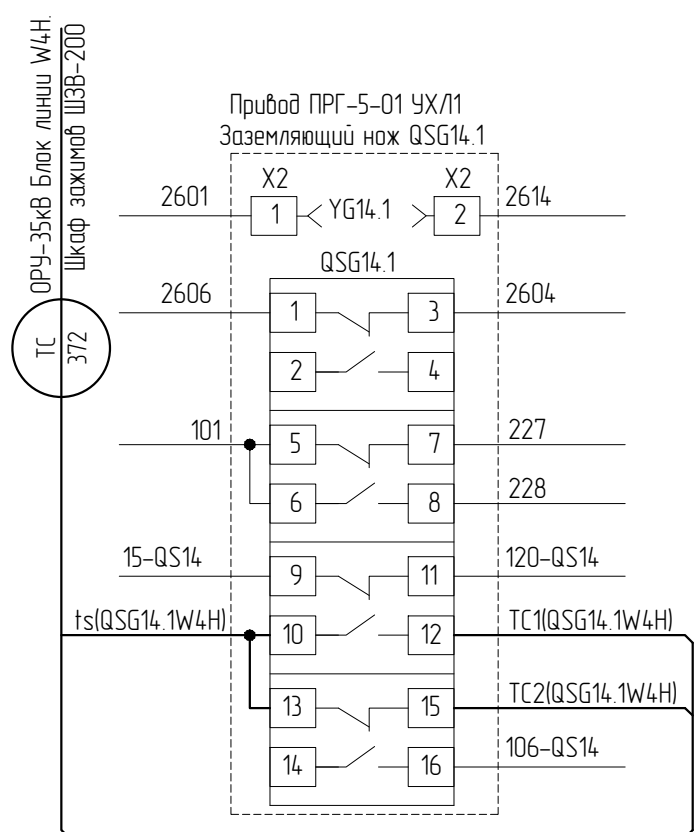 ОРУ-35кВ Блок линии W4H.
Шкаф зажимов ШЗВ-200
Привод ПРГ-5-01 УХЛ1
Заземляющий нож QSG14.1
X2 X2
2601 1 YG14.1 2 2614
QSG14.1
2606 1 3 2604
2 4
ТС
372
101 5 7 227
6 8 228
15-QS14 9 11 120-QS14
ts(QSG14.1W4H) 10 12 TC1(QSG14.1W4H)
13 15 TC2(QSG14.1W4H)
14 16 106-QS14